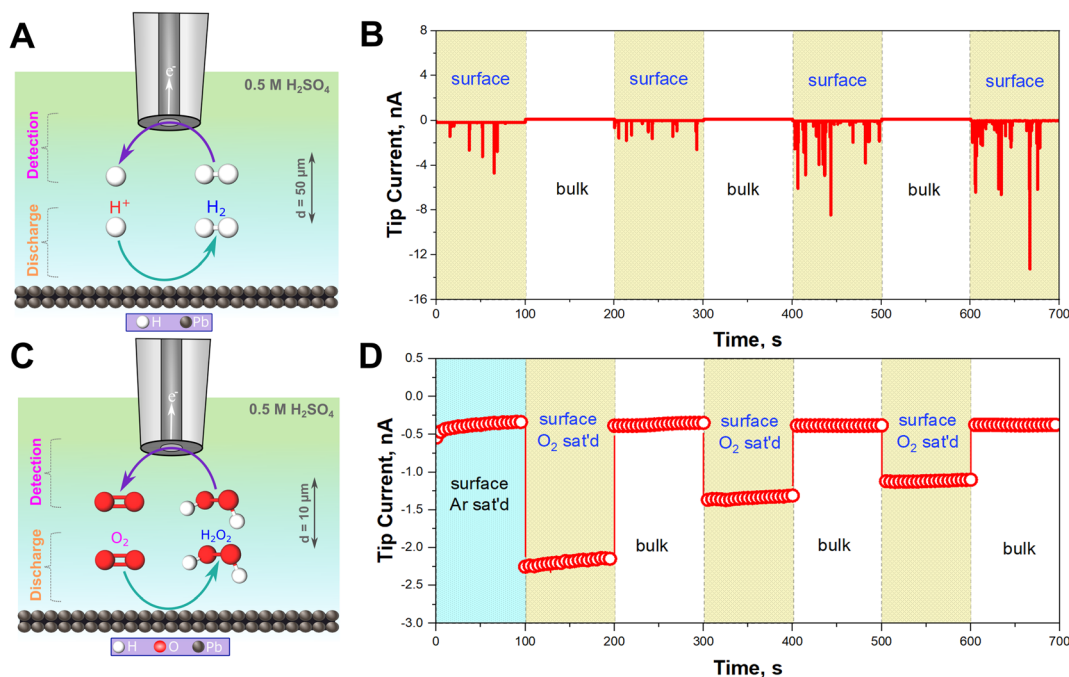 A
0.5 M H₂SO₄
e⁻
Detection
Discharge
H⁺
H₂
d = 50 μm
H Pb
B
Tip Current, nA
8
4
0
-4
-8
-12
-16
surface
surface
surface
surface
bulk
bulk
bulk
0 100 200 300 400 500 600 700
Time, s
C
0.5 M H₂SO₄
e⁻
Detection
Discharge
O₂
H₂O₂
d = 10 μm
H O Pb
D
Tip Current, nA
0.5
0.0
-0.5
-1.0
-1.5
-2.0
-2.5
-3.0
surface
Ar sat'd
surface
O₂ sat'd
bulk
surface
O₂ sat'd
bulk
surface
O₂ sat'd
bulk
0 100 200 300 400 500 600 700
Time, s